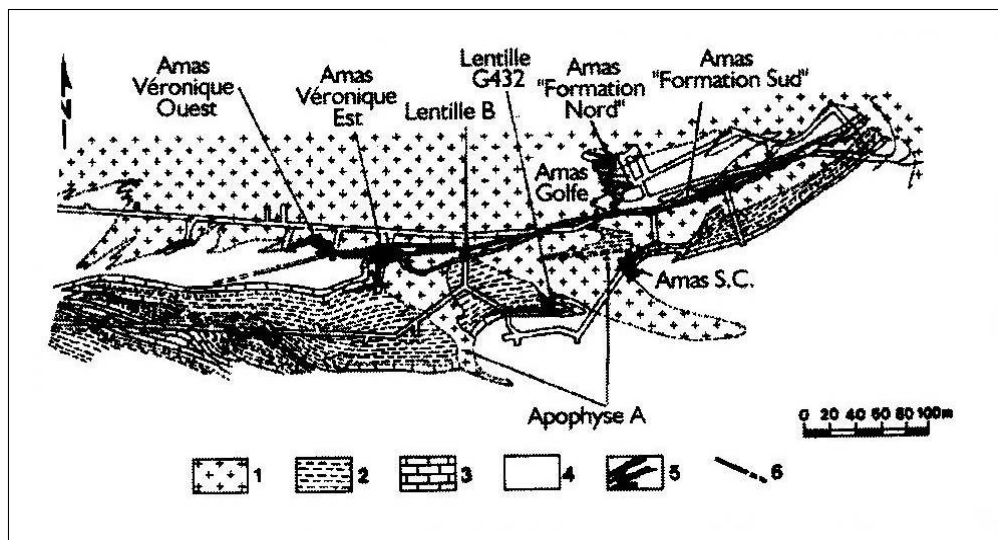 N
Amas
Véronique
Ouest
Amas
Véronique
Est
Lentille B
Lentille
G432
Amas
"Formation
Nord"
Amas
"Formation Sud"
Amas
Golfe
Amas S.C.
Apophyse A
0 20 40 60 80 100m
1 2 3 4 5 6